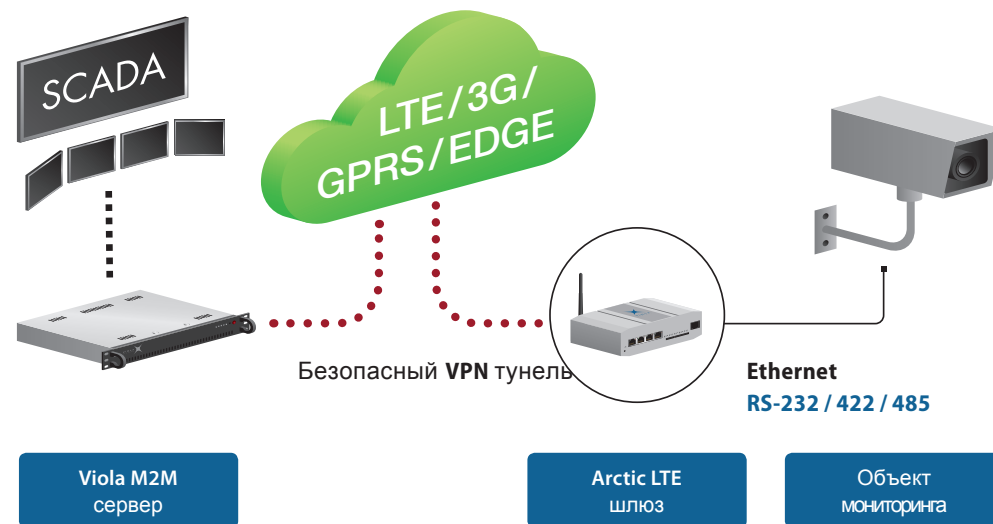 SCADA
LTE/3G/
GPRS/EDGE
Безопасный VPN тунель
Ethernet
RS-232 / 422 / 485
Viola M2M
сервер
Arctic LTE
шлюз
Объект
мониторинга